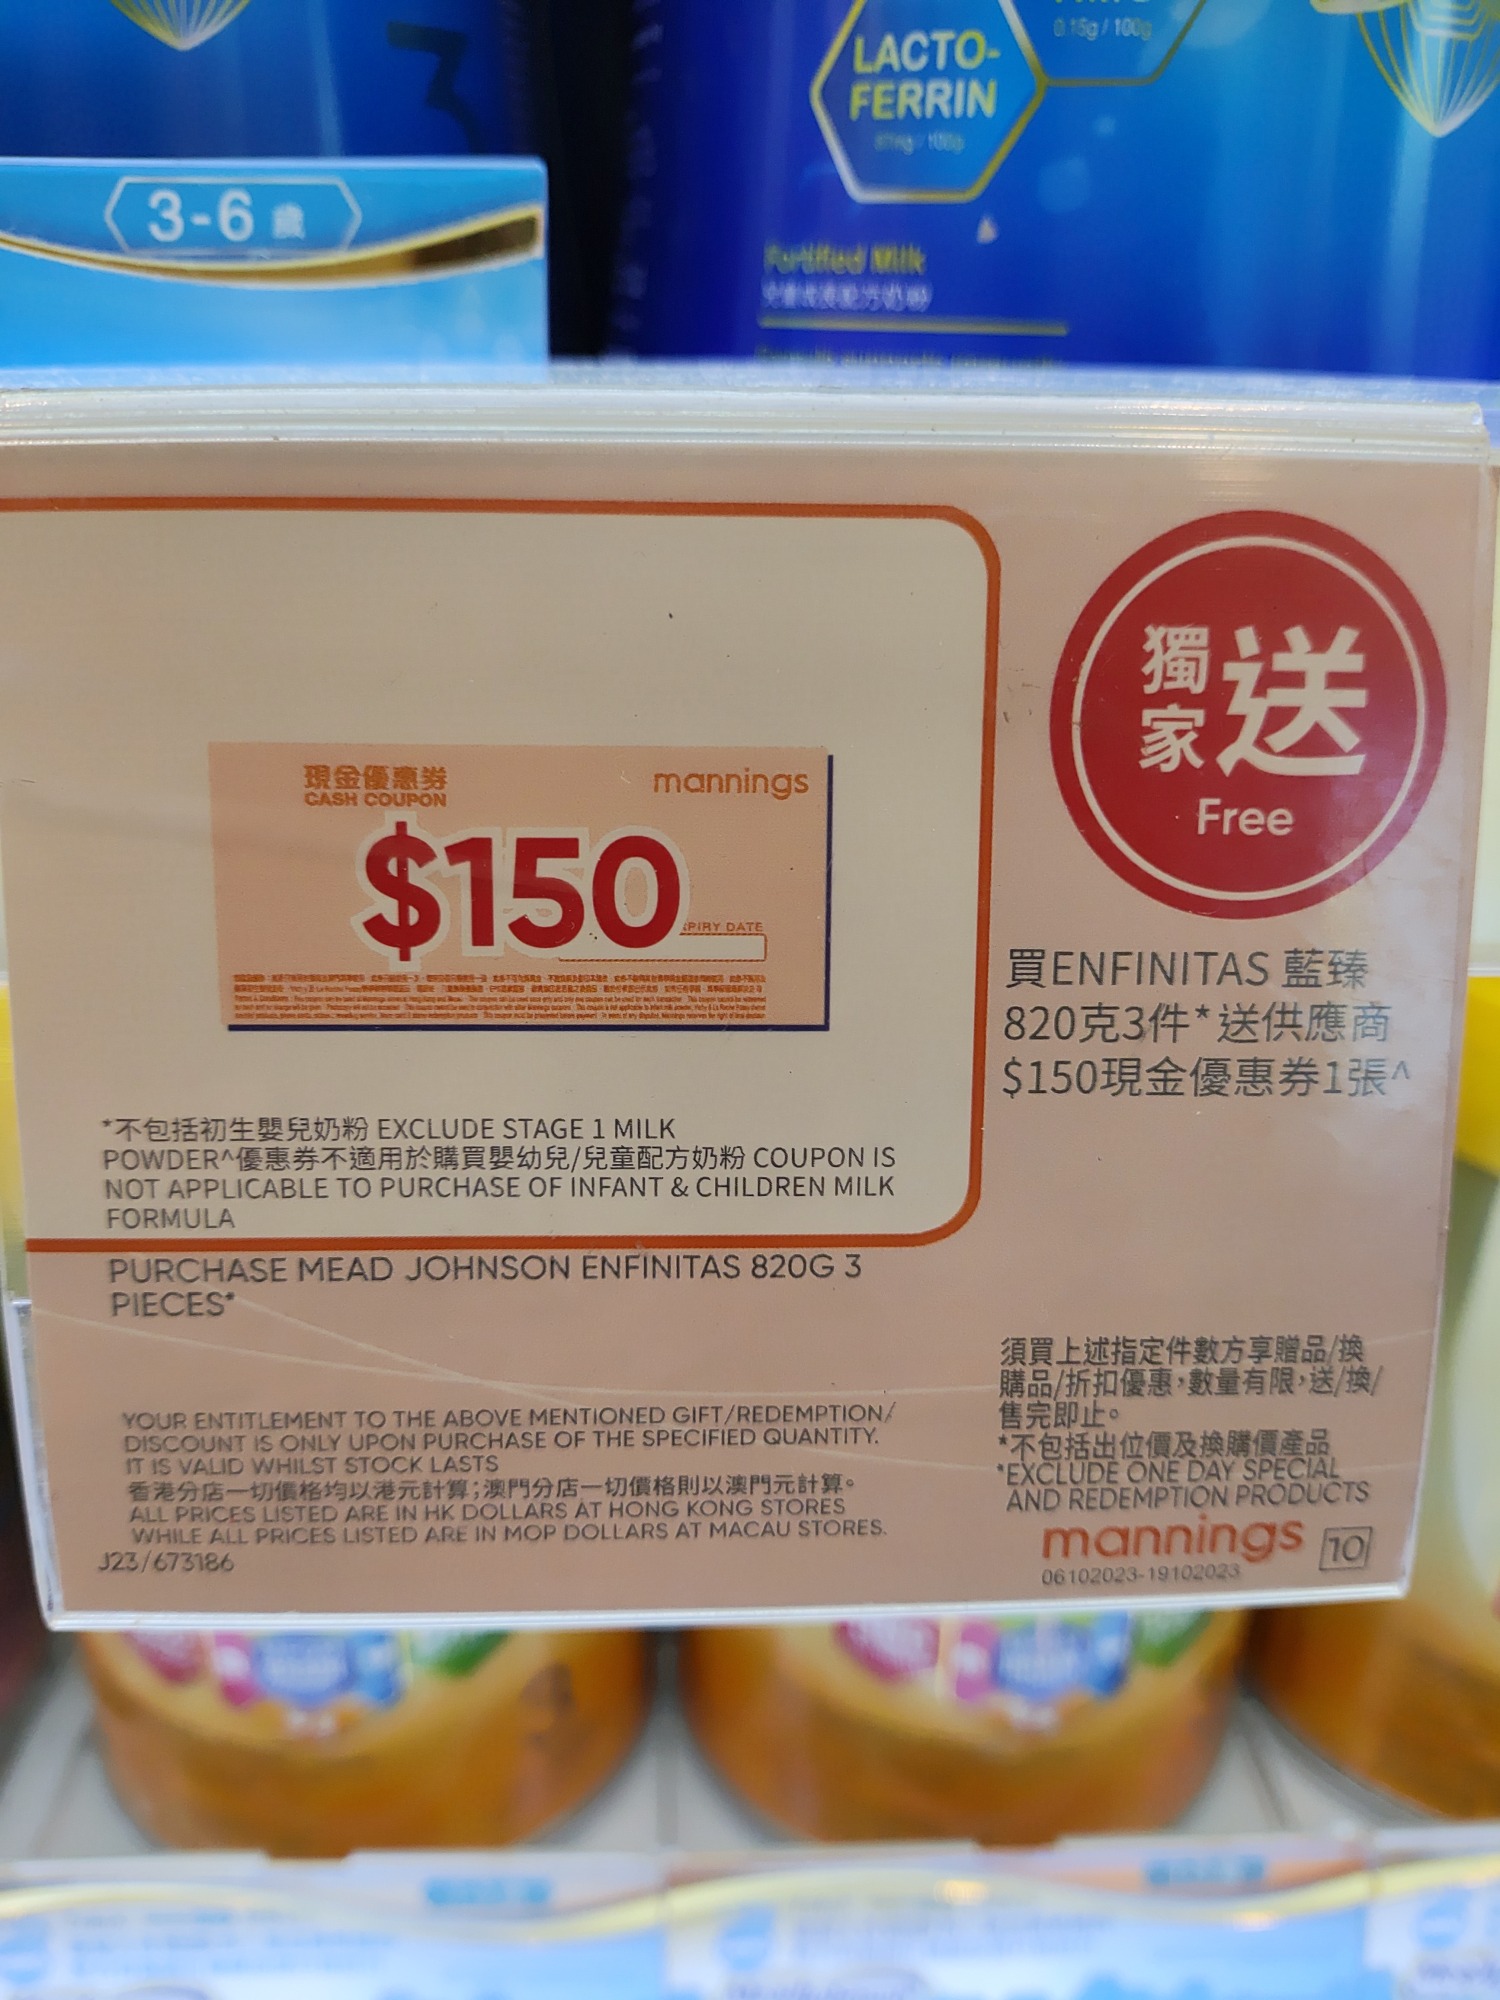 LACTO-
FERRIN
0.15g / 100g
3-6 歲
Fortified Milk
獨家送
Free
現金優惠券
CASH COUPON
mannings
$150
PIRY DATE
買ENFINITAS 藍臻
820克3件*送供應商
$150現金優惠券1張^
*不包括初生嬰兒奶粉 EXCLUDE STAGE 1 MILK
POWDER^優惠券不適用於購買嬰幼兒/兒童配方奶粉 COUPON IS
NOT APPLICABLE TO PURCHASE OF INFANT & CHILDREN MILK
FORMULA
PURCHASE MEAD JOHNSON ENFINITAS 820G 3
PIECES*
須買上述指定件數方享贈品/換
購品/折扣優惠，數量有限，送/換/
售完即止。
*不包括出位價及換購價產品
*EXCLUDE ONE DAY SPECIAL
AND REDEMPTION PRODUCTS
YOUR ENTITLEMENT TO THE ABOVE MENTIONED GIFT/REDEMPTION/
DISCOUNT IS ONLY UPON PURCHASE OF THE SPECIFIED QUANTITY.
IT IS VALID WHILST STOCK LASTS
香港分店一切價格均以港元計算；澳門分店一切價格則以澳門元計算。
ALL PRICES LISTED ARE IN HK DOLLARS AT HONG KONG STORES
WHILE ALL PRICES LISTED ARE IN MOP DOLLARS AT MACAU STORES.
J23/673186
mannings 10
06102023-19102023